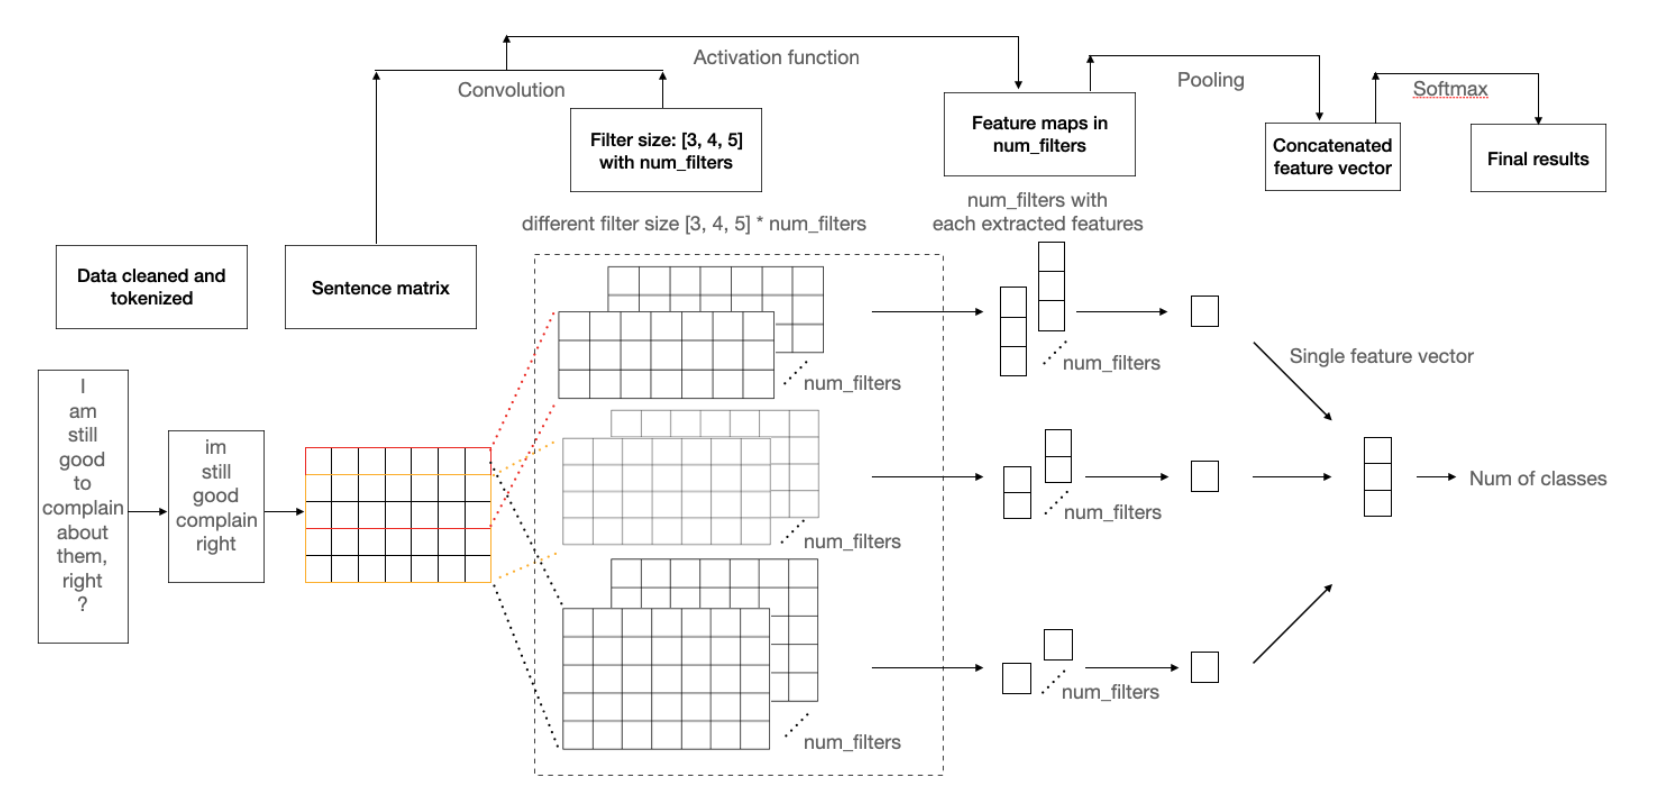 Activation function
Convolution
Pooling
Softmax
Filter size: [3, 4, 5]
with num_filters
Feature maps in
num_filters
Concatenated
feature vector
Final results
num_filters with
each extracted features
different filter size [3, 4, 5] * num_filters
Data cleaned and
tokenized
Sentence matrix
I
am
still
good
to
complain
about
them,
right
?
im
still
good
complain
right
num_filters
num_filters
num_filters
num_filters
num_filters
num_filters
Single feature vector
Num of classes